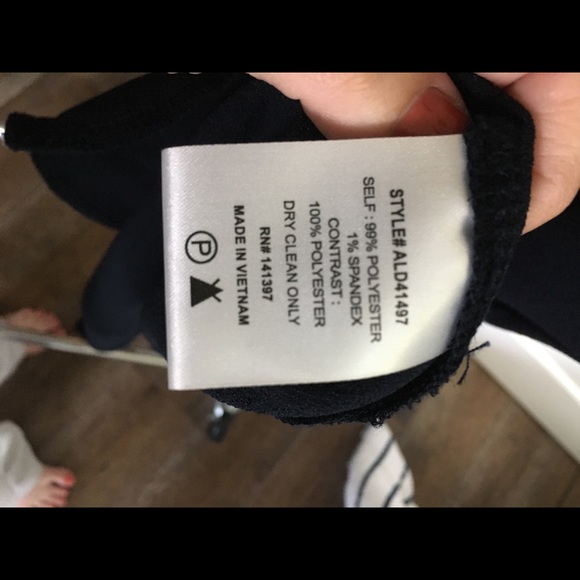 STYLE# ALD41497
SELF : 99% POLYESTER
1% SPANDEX
CONTRAST :
100% POLYESTER
DRY CLEAN ONLY
RN# 141397
MADE IN VIETNAM
P